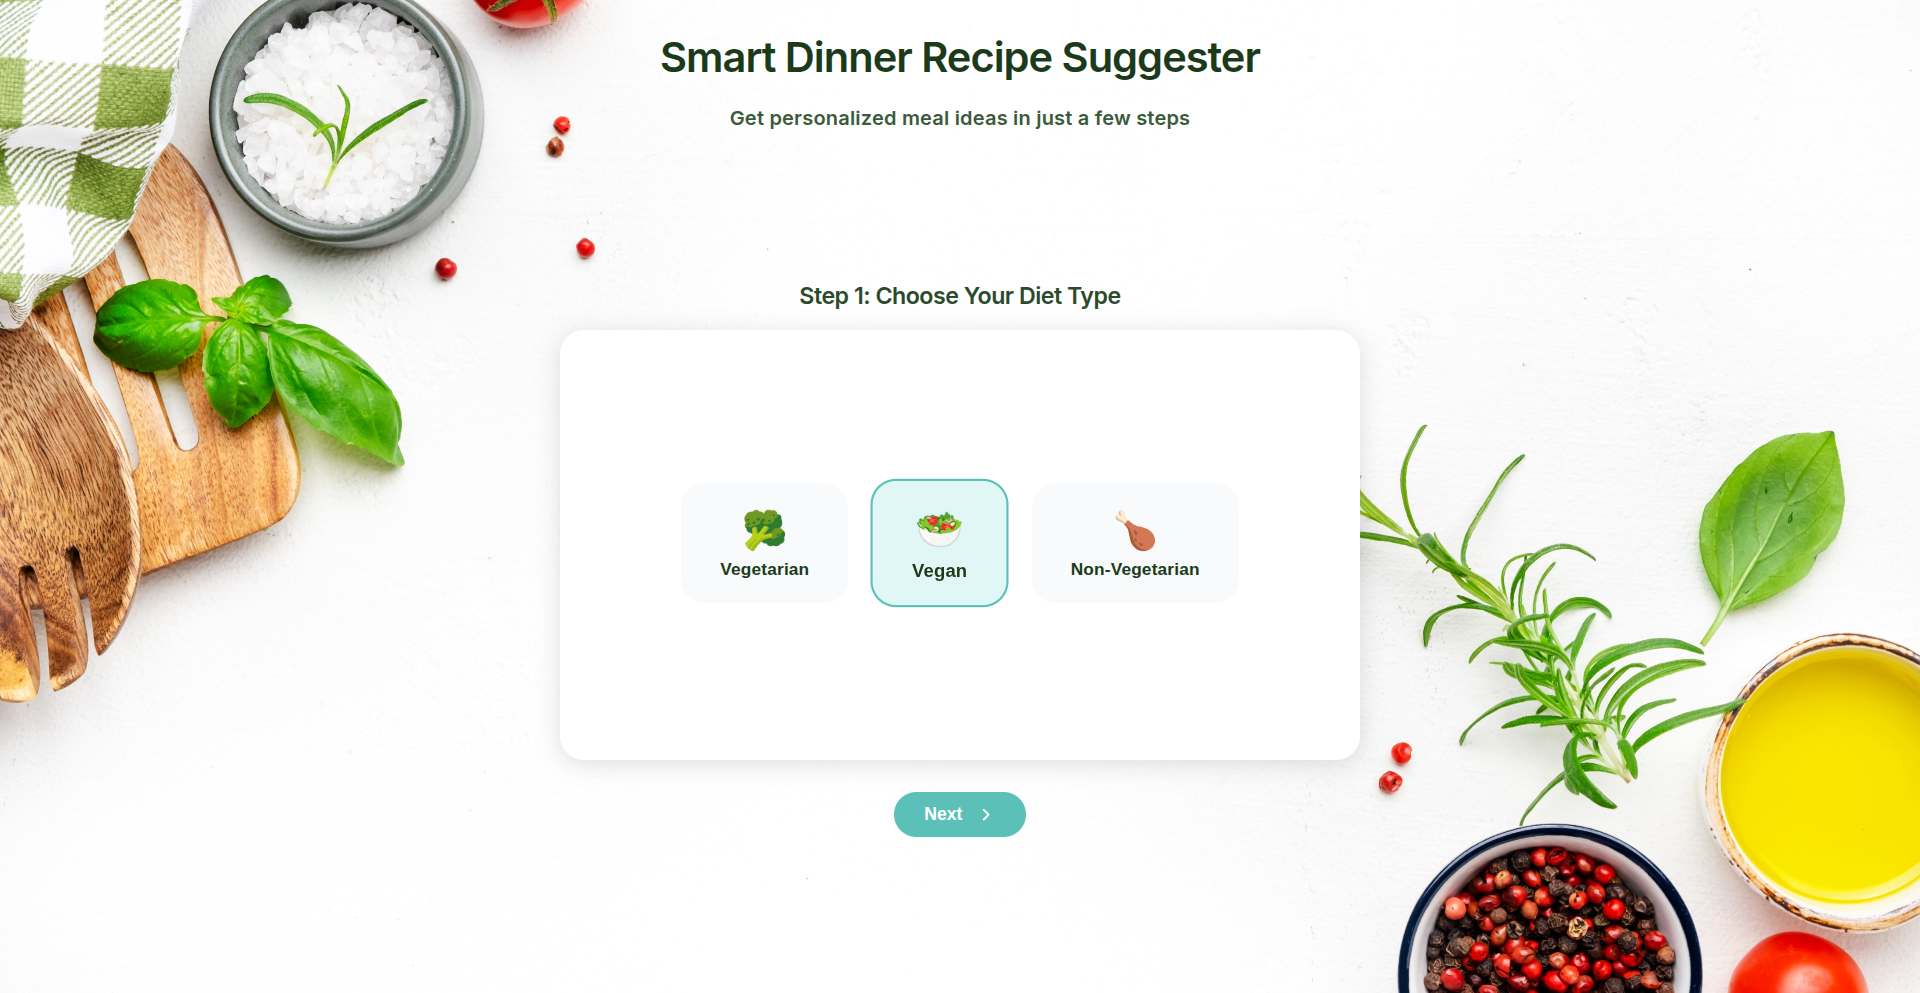 Smart Dinner Recipe Suggester
Get personalized meal ideas in just a few steps
Step 1: Choose Your Diet Type
Vegetarian
Vegan
Non-Vegetarian
Next